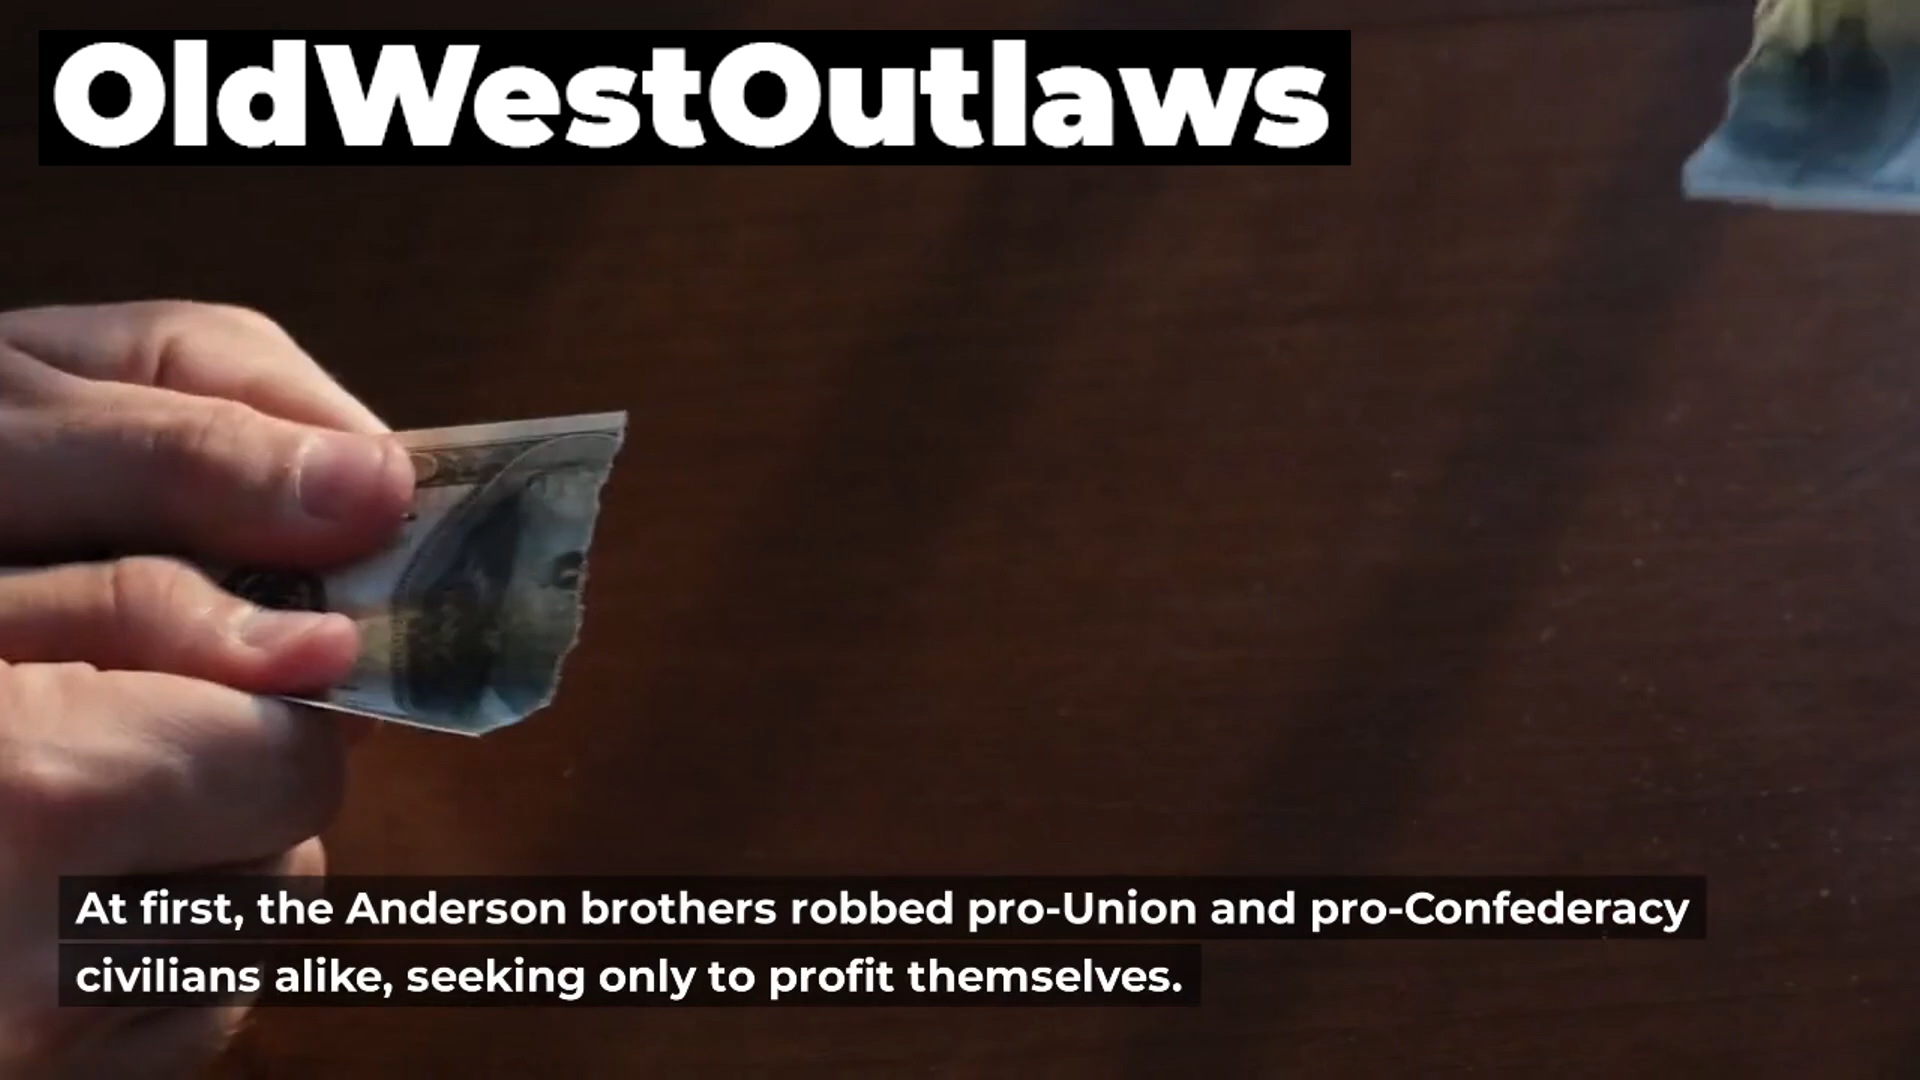 OldWestOutlaws
At first, the Anderson brothers robbed pro-Union and pro-Confederacy
civilians alike, seeking only to profit themselves.